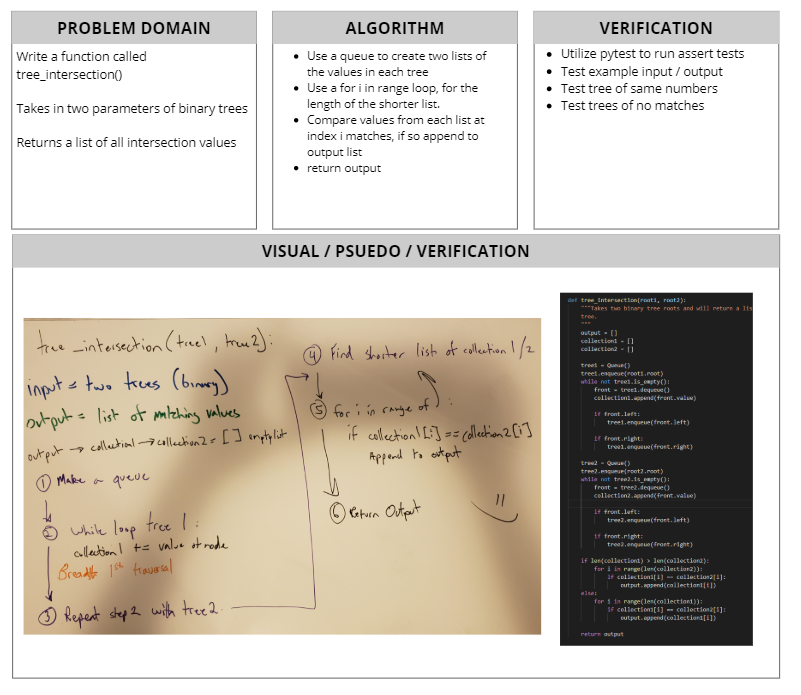 PROBLEM DOMAIN
Write a function called
tree_intersection()
Takes in two parameters of binary trees
Returns a list of all intersection values
ALGORITHM
• Use a queue to create two lists of
the values in each tree
• Use a for i in range loop, for the
length of the shorter list.
• Compare values from each list at
index i matches, if so append to
output list
• return output
VERIFICATION
• Utilize pytest to run assert tests
• Test example input / output
• Test tree of same numbers
• Test trees of no matches
VISUAL / PSUEDO / VERIFICATION
tree_intersection(tree1, tree2):
input = two trees (binary)
output = list of matching values
output → collection1 → collection2 = [ ] empty list
① Make a queue
② While loop tree 1:
collection1 += value of node
Breadth 1st traversal
③ Repeat step 2 with tree2
④ Find shorter list of collection 1/2
⑤ for i in range of ↑ :
if collection1[i] == collection2[i]
Append to output
⑥ Return Output
def tree_intersection(root1, root2):
"""Takes two binary tree roots and will return a lis
tree.
"""
output = []
collection1 = []
collection2 = []
tree1 = Queue()
tree1.enqueue(root1.root)
while not tree1.is_empty():
front = tree1.dequeue()
collection1.append(front.value)
if front.left:
tree1.enqueue(front.left)
if front.right:
tree1.enqueue(front.right)
tree2 = Queue()
tree2.enqueue(root2.root)
while not tree2.is_empty():
front = tree2.dequeue()
collection2.append(front.value)
if front.left:
tree2.enqueue(front.left)
if front.right:
tree2.enqueue(front.right)
if len(collection1) > len(collection2):
for i in range(len(collection2)):
if collection1[i] == collection2[i]:
output.append(collection1[i])
else:
for i in range(len(collection1)):
if collection1[i] == collection2[i]:
output.append(collection1[i])
return output